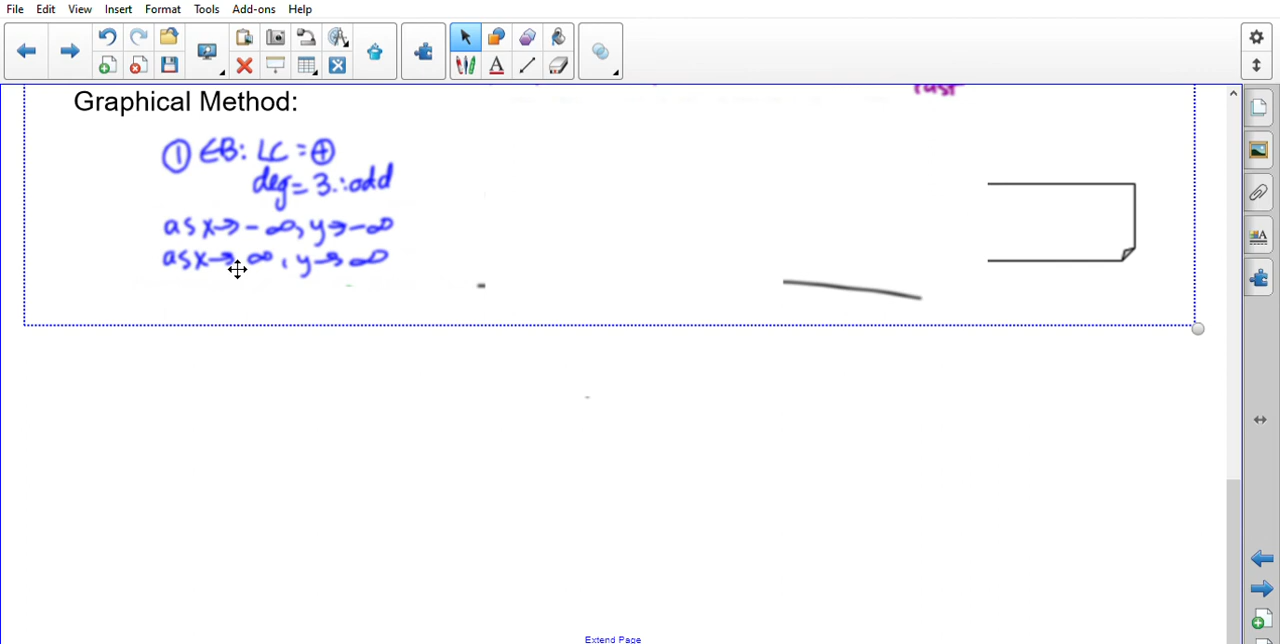 File Edit View Insert Format Tools Add-ons Help
Graphical Method:
① EB: LC = ⊕
deg = 3 ∴ odd
as x → -∞, y → -∞
as x → ∞, y → ∞
Extend Page